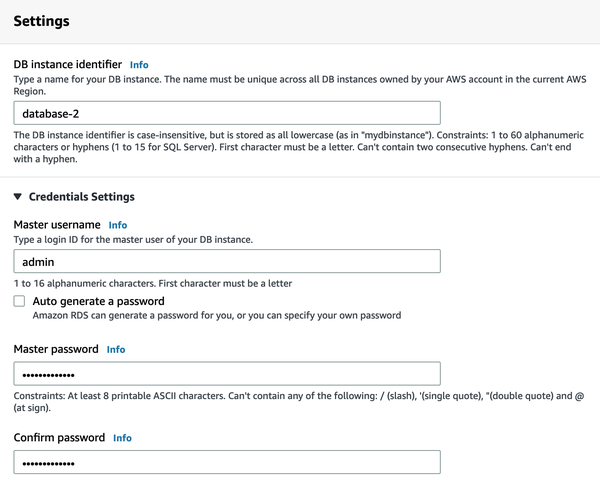 Settings
DB instance identifier Info
Type a name for your DB instance. The name must be unique across all DB instances owned by your AWS account in the current AWS
Region.
database-2
The DB instance identifier is case-insensitive, but is stored as all lowercase (as in "mydbinstance"). Constraints: 1 to 60 alphanumeric
characters or hyphens (1 to 15 for SQL Server). First character must be a letter. Can't contain two consecutive hyphens. Can't end
with a hyphen.
▼ Credentials Settings
Master username Info
Type a login ID for the master user of your DB instance.
admin
1 to 16 alphanumeric characters. First character must be a letter
Auto generate a password
Amazon RDS can generate a password for you, or you can specify your own password
Master password Info
•••••••••••••
Constraints: At least 8 printable ASCII characters. Can't contain any of the following: / (slash), '(single quote), "(double quote) and @
(at sign).
Confirm password Info
•••••••••••••